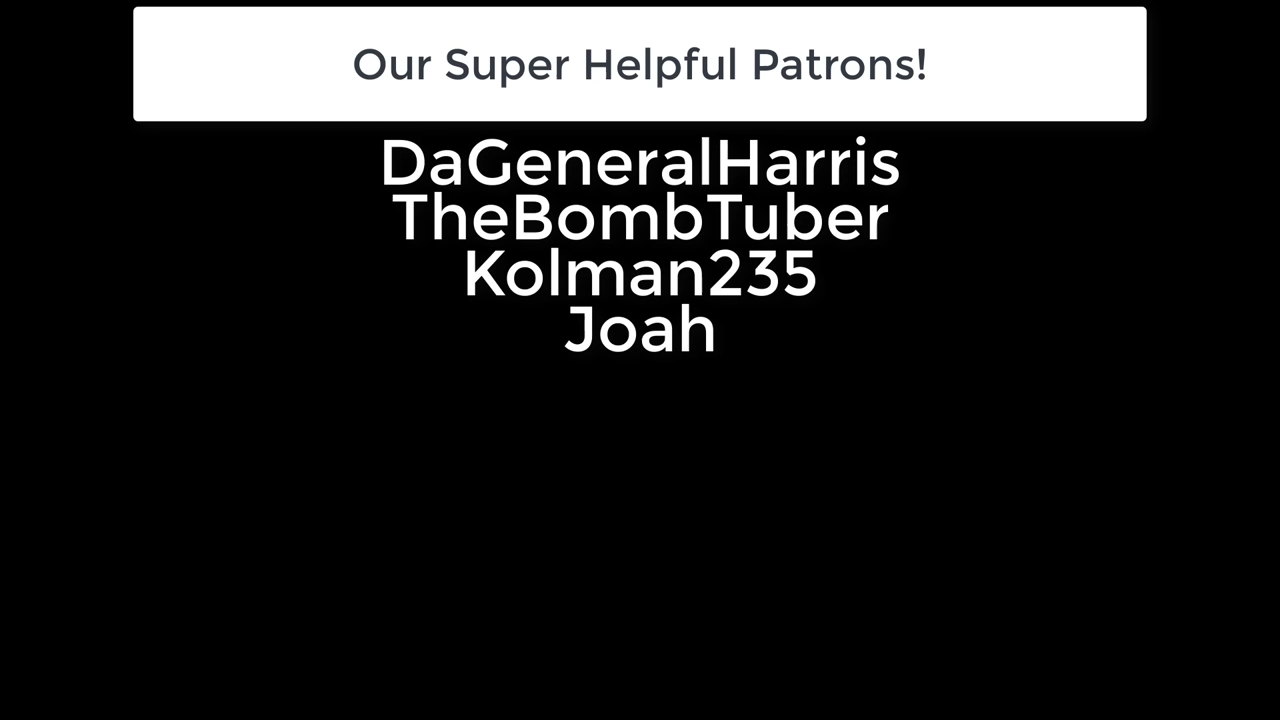 Our Super Helpful Patrons!
DaGeneralHarris
TheBombTuber
Kolman235
Joah